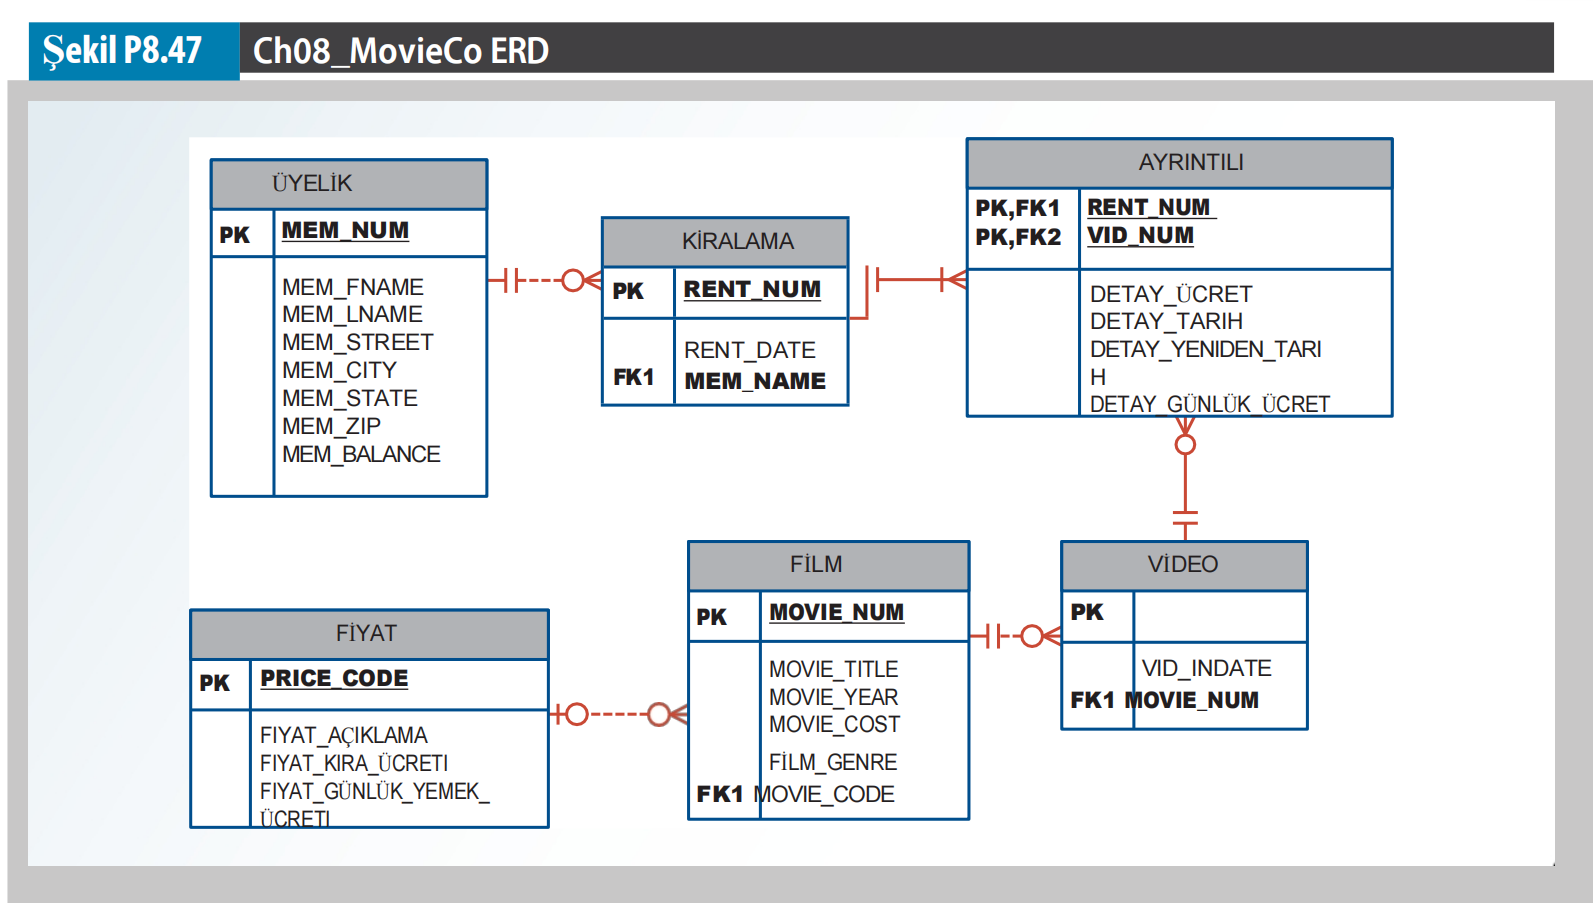 Şekil P8.47
Ch08_MovieCo ERD
ÜYELİK
PK
MEM_NUM
MEM_FNAME
MEM_LNAME
MEM_STREET
MEM_CITY
MEM_STATE
MEM_ZIP
MEM_BALANCE
KİRALAMA
PK
RENT_NUM
RENT_DATE
FK1 MEM_NAME
AYRINTILI
PK,FK1 RENT_NUM
PK,FK2 VID_NUM
DETAY_ÜCRET
DETAY_TARIH
DETAY_YENIDEN_TARI
H
DETAY_GÜNLÜK_ÜCRET
FİYAT
PK
PRICE_CODE
FIYAT_AÇIKLAMA
FIYAT_KIRA_ÜCRETI
FIYAT_GÜNLÜK_YEMEK_
ÜCRETI
FİLM
PK
MOVIE_NUM
MOVIE_TITLE
MOVIE_YEAR
MOVIE_COST
FİLM_GENRE
FK1 MOVIE_CODE
VİDEO
PK
VID_INDATE
FK1 MOVIE_NUM